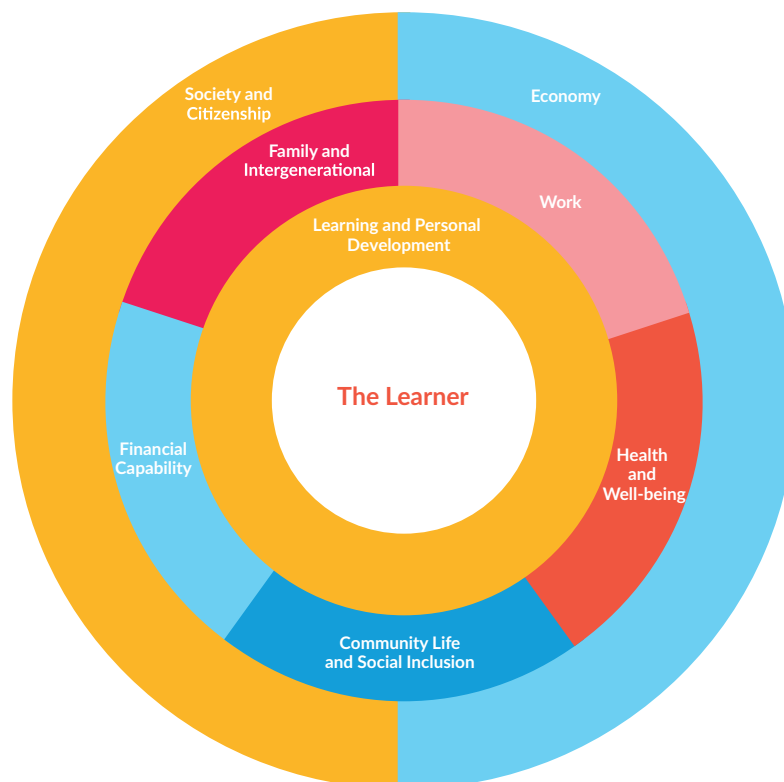 Society and
Citizenship
Economy
Family and
Intergenerational
Work
Learning and Personal
Development
The Learner
Financial
Capability
Health
and
Well-being
Community Life
and Social Inclusion